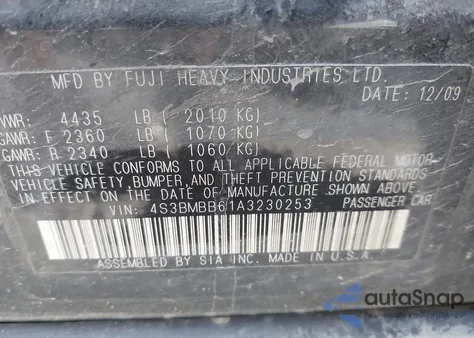 MFD BY FUJI HEAVY INDUSTRIES LTD.
DATE: 12/09
VWR: 4435 LB ( 2010 KG)
GAWR: F 2360 LB ( 1070 KG)
GAWR: R 2340 LB ( 1060 KG)
THIS VEHICLE CONFORMS TO ALL APPLICABLE FEDERAL MOTOR
VEHICLE SAFETY, BUMPER, AND THEFT PREVENTION STANDARDS
IN EFFECT ON THE DATE OF MANUFACTURE SHOWN ABOVE.
VIN: 4S3BMBB61A3230253 PASSENGER CAR
ASSEMBLED BY SIA INC. MADE IN U.S.A.
autoSnap